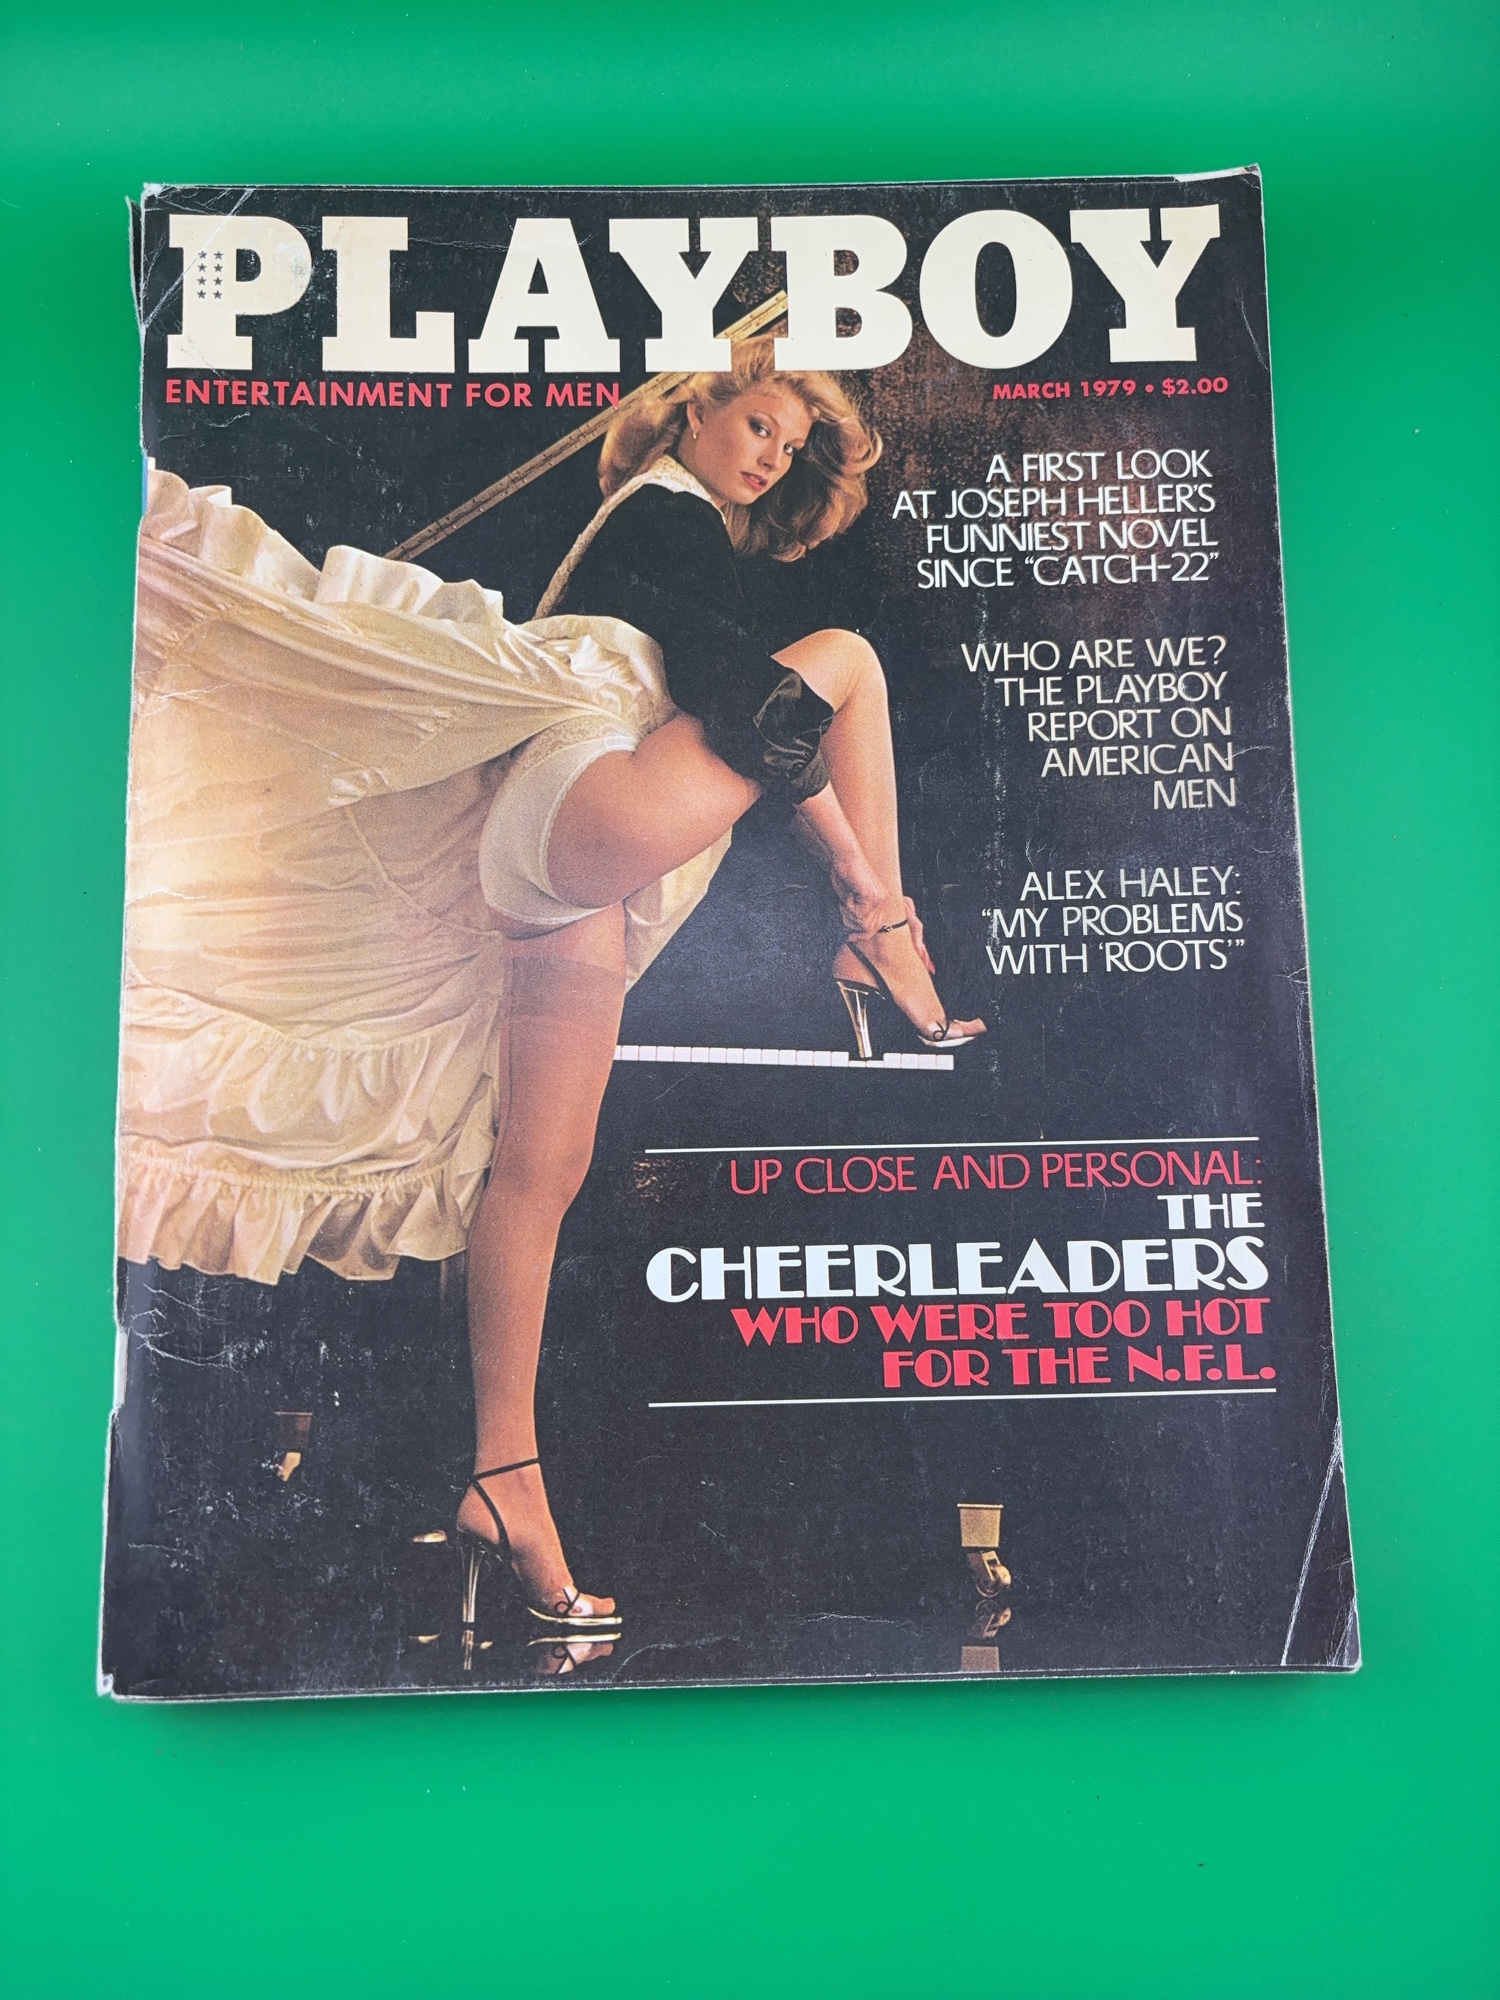 PLAYBOY
ENTERTAINMENT FOR MEN
MARCH 1979 • $2.00
A FIRST LOOK
AT JOSEPH HELLER'S
FUNNIEST NOVEL
SINCE “CATCH-22”
WHO ARE WE?
THE PLAYBOY
REPORT ON
AMERICAN
MEN
ALEX HALEY:
“MY PROBLEMS
WITH ‘ROOTS’”
UP CLOSE AND PERSONAL:
THE
CHEERLEADERS
WHO WERE TOO HOT
FOR THE N.F.L.